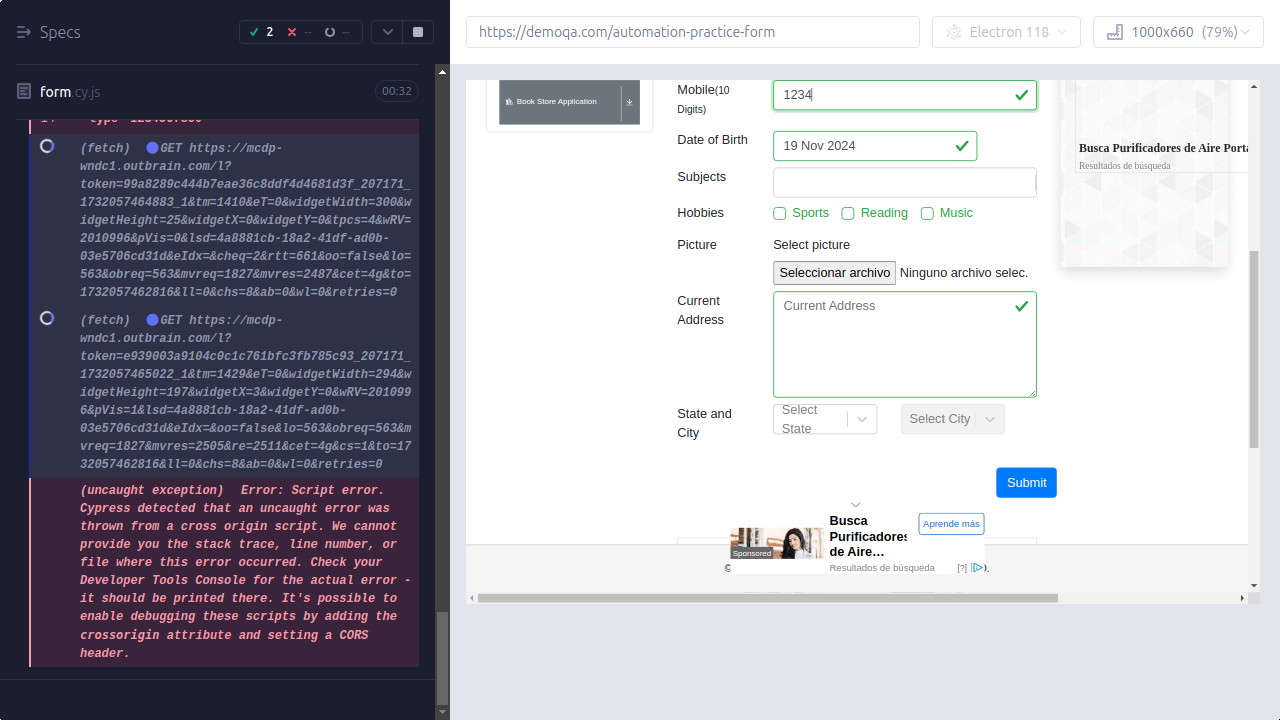 Specs
2
--
--
form.cy.js
00:32
(fetch) GET https://mcdp-
wndc1.outbrain.com/l?
token=99a8289c444b7eae36c8ddf4d4681d3f_207171_
1732057464883_1&tm=1410&eT=0&widgetWidth=300&w
idgetHeight=25&widgetX=0&widgetY=0&tpcs=4&wRV=
2010996&pVis=0&lsd=4a8881cb-18a2-41df-ad0b-
03e5706cd31d&eIdx=&cheq=2&rtt=661&oo=false&lo=
563&obreq=563&mvreq=1827&mvres=2487&cet=4g&to=
1732057462816&ll=0&chs=8&ab=0&wl=0&retries=0
(fetch) GET https://mcdp-
wndc1.outbrain.com/l?
token=e939003a9104c0c1c761bfc3fb785c93_207171_
1732057465022_1&tm=1429&eT=0&widgetWidth=294&w
idgetHeight=197&widgetX=3&widgetY=0&wRV=201099
6&pVis=1&lsd=4a8881cb-18a2-41df-ad0b-
03e5706cd31d&eIdx=&oo=false&lo=563&obreq=563&m
vreq=1827&mvres=2505&re=2511&cet=4g&cs=1&to=17
32057462816&ll=0&chs=8&ab=0&wl=0&retries=0
(uncaught exception) Error: Script error.
Cypress detected that an uncaught error was
thrown from a cross origin script. We cannot
provide you the stack trace, line number, or
file where this error occurred. Check your
Developer Tools Console for the actual error -
it should be printed there. It's possible to
enable debugging these scripts by adding the
crossorigin attribute and setting a CORS
header.
https://demoqa.com/automation-practice-form
Electron 118
1000x660 (79%)
Book Store Application
Mobile(10
Digits)
1234
Date of Birth
19 Nov 2024
Subjects
Hobbies
Sports
Reading
Music
Picture
Select picture
Seleccionar archivo
Ninguno archivo selec.
Current
Address
Current Address
State and
City
Select
State
Select City
Submit
Busca Purificadores de Aire Porta
Resultados de búsqueda
Sponsored
Busca
Purificadores
de Aire…
Resultados de búsqueda
Aprende más
[?]